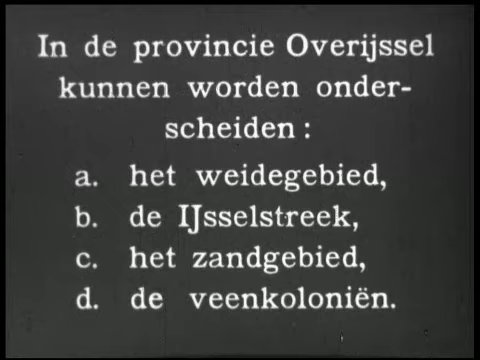 In de provincie Overijssel
kunnen worden onder-
scheiden:
a. het weidegebied,
b. de IJsselstreek,
c. het zandgebied,
d. de veenkoloniën.